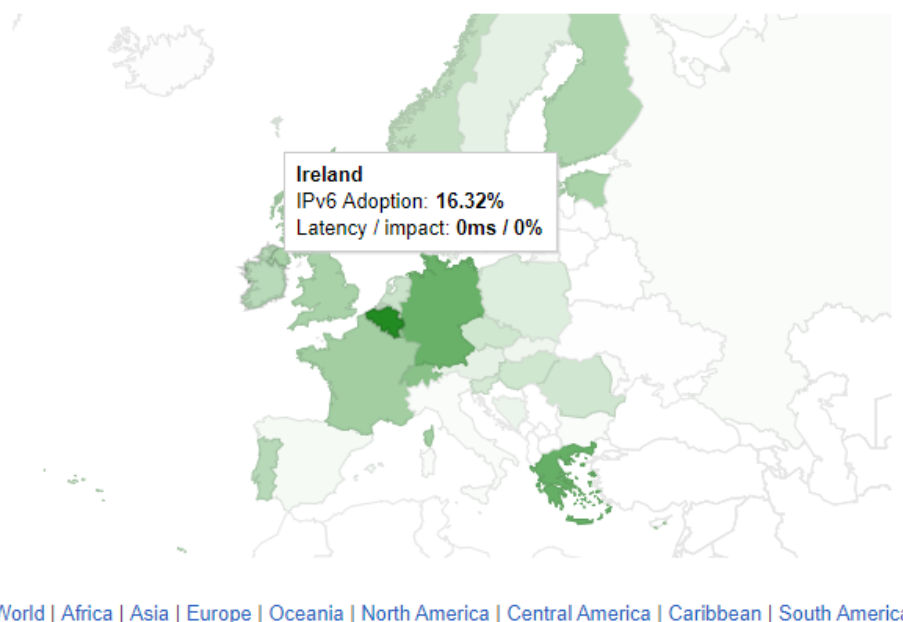 Ireland
IPv6 Adoption: 16.32%
Latency / impact: 0ms / 0%
World | Africa | Asia | Europe | Oceania | North America | Central America | Caribbean | South America